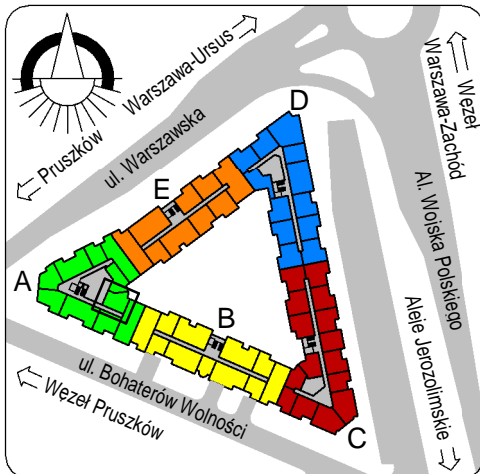 Warszawa-Ursus
Pruszków
ul. Warszawska
Węzeł
Warszawa-Zachód
D
E
A
B
C
Al. Wojska Polskiego
Aleje Jerozolimskie
ul. Bohaterów Wolności
Węzeł Pruszków